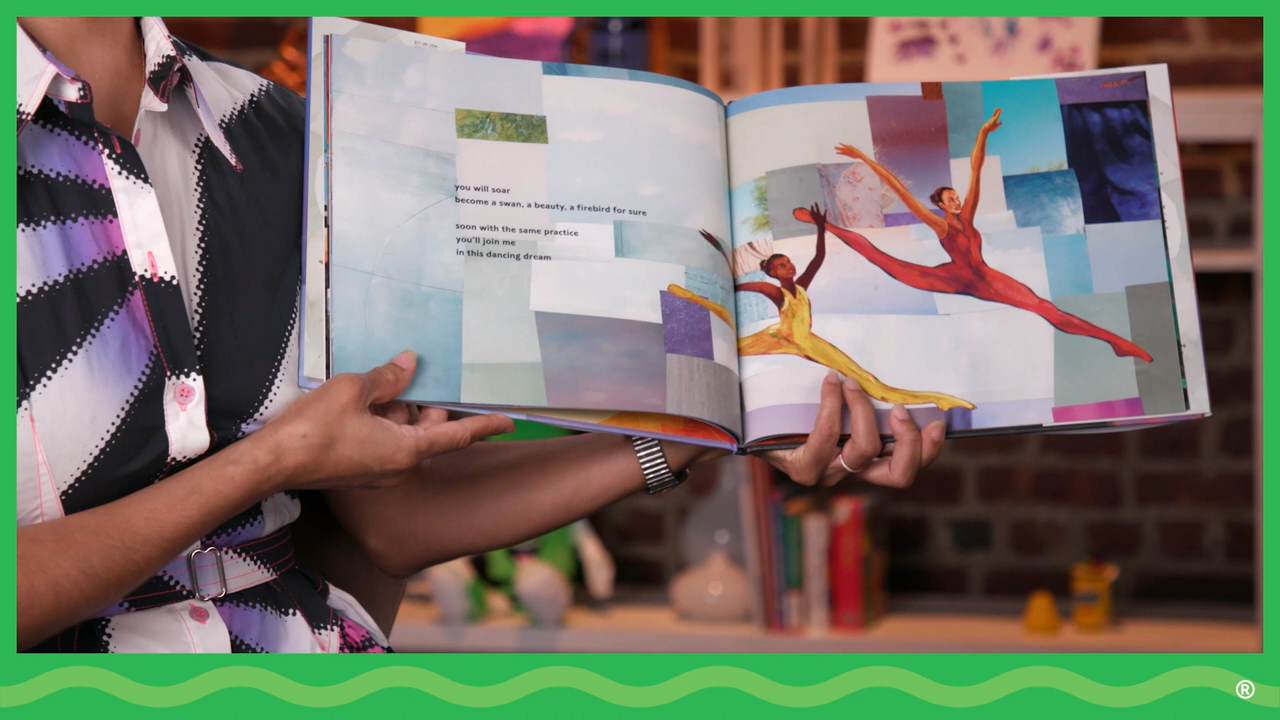 you will soar
become a swan, a beauty, a firebird for sure
soon with the same practice
you'll join me
in this dancing dream
®